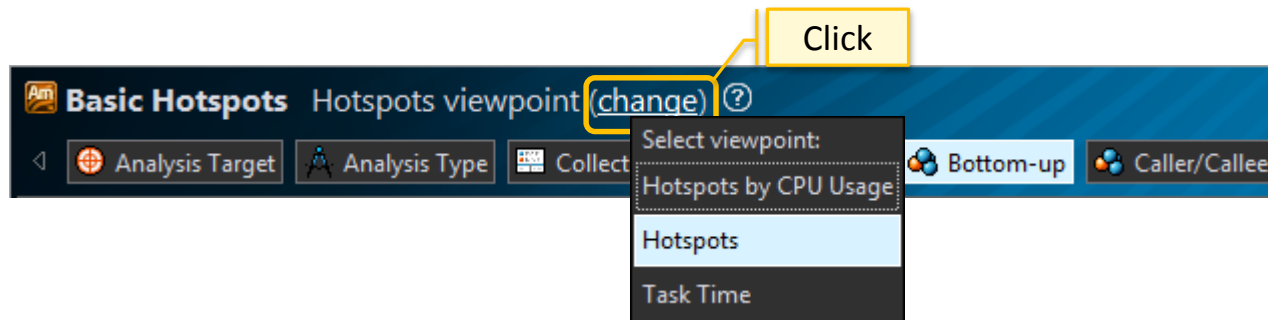 Click
Am Basic Hotspots Hotspots viewpoint (change) ?
Analysis Target Analysis Type Collect Bottom-up Caller/Callee
Select viewpoint:
Hotspots by CPU Usage
Hotspots
Task Time